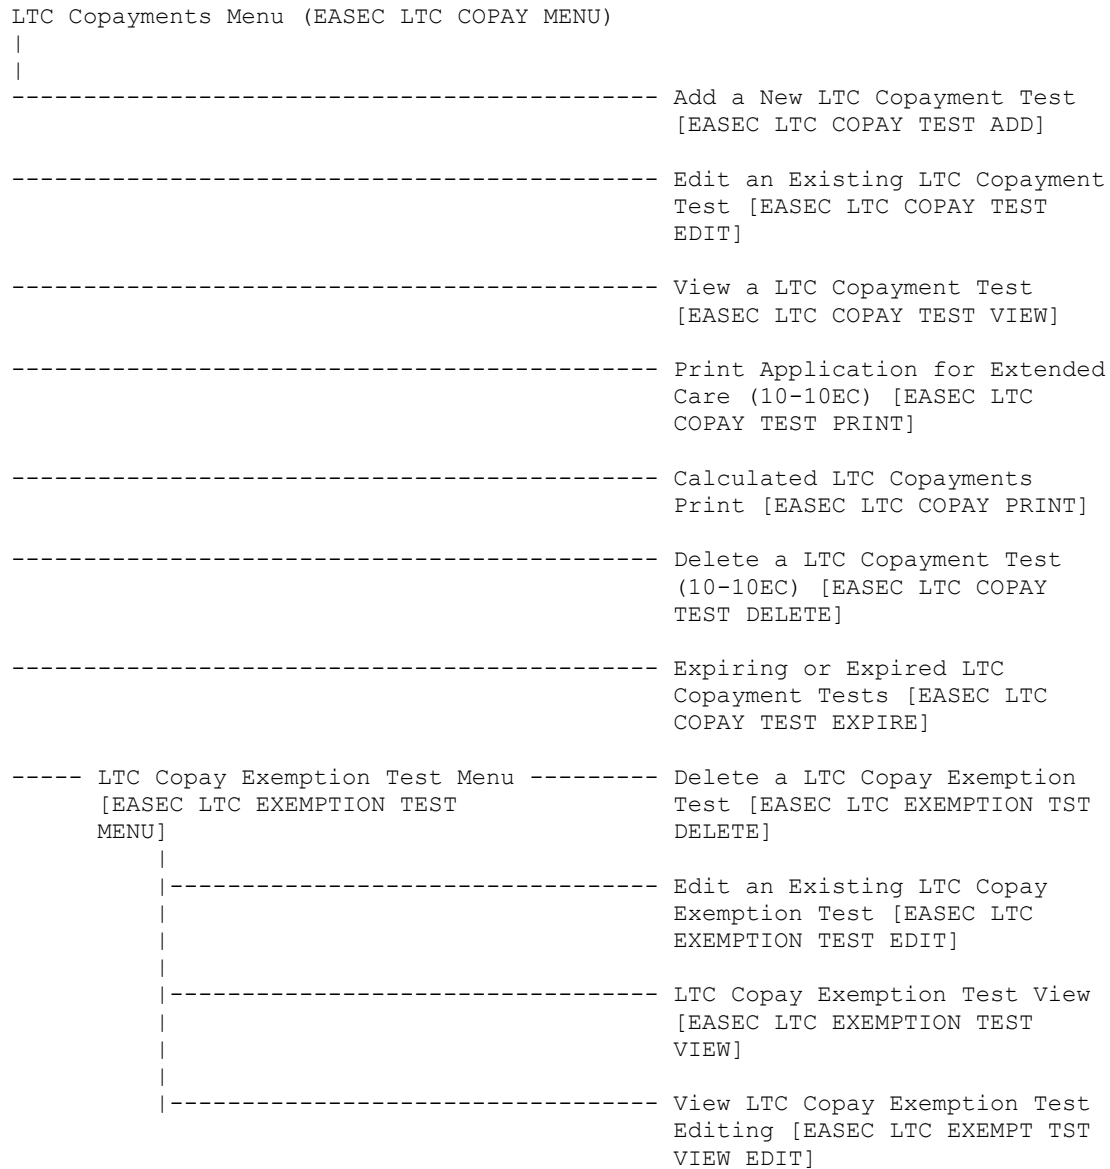 LTC Copayments Menu (EASEC LTC COPAY MENU)
|
|
--------------------------------------------- Add a New LTC Copayment Test
[EASEC LTC COPAY TEST ADD]
--------------------------------------------- Edit an Existing LTC Copayment
Test [EASEC LTC COPAY TEST
EDIT]
--------------------------------------------- View a LTC Copayment Test
[EASEC LTC COPAY TEST VIEW]
--------------------------------------------- Print Application for Extended
Care (10-10EC) [EASEC LTC
COPAY TEST PRINT]
--------------------------------------------- Calculated LTC Copayments
Print [EASEC LTC COPAY PRINT]
--------------------------------------------- Delete a LTC Copayment Test
(10-10EC) [EASEC LTC COPAY
TEST DELETE]
--------------------------------------------- Expiring or Expired LTC
Copayment Tests [EASEC LTC
COPAY TEST EXPIRE]
----- LTC Copay Exemption Test Menu --------- Delete a LTC Copay Exemption
[EASEC LTC EXEMPTION TEST Test [EASEC LTC EXEMPTION TST
MENU] DELETE]
|
|---------------------------------- Edit an Existing LTC Copay
| Exemption Test [EASEC LTC
| EXEMPTION TEST EDIT]
|
|---------------------------------- LTC Copay Exemption Test View
| [EASEC LTC EXEMPTION TEST
| VIEW]
|
|---------------------------------- View LTC Copay Exemption Test
Editing [EASEC LTC EXEMPT TST
VIEW EDIT]